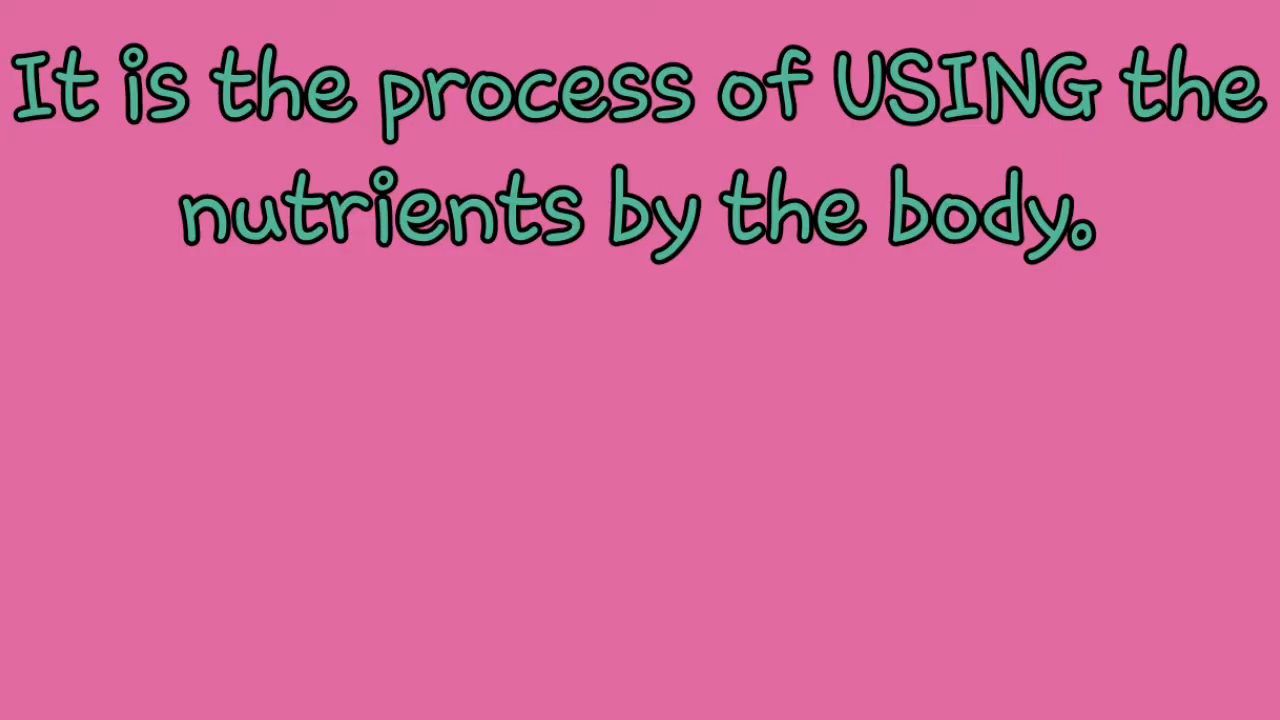 It is the process of USING the
nutrients by the body.